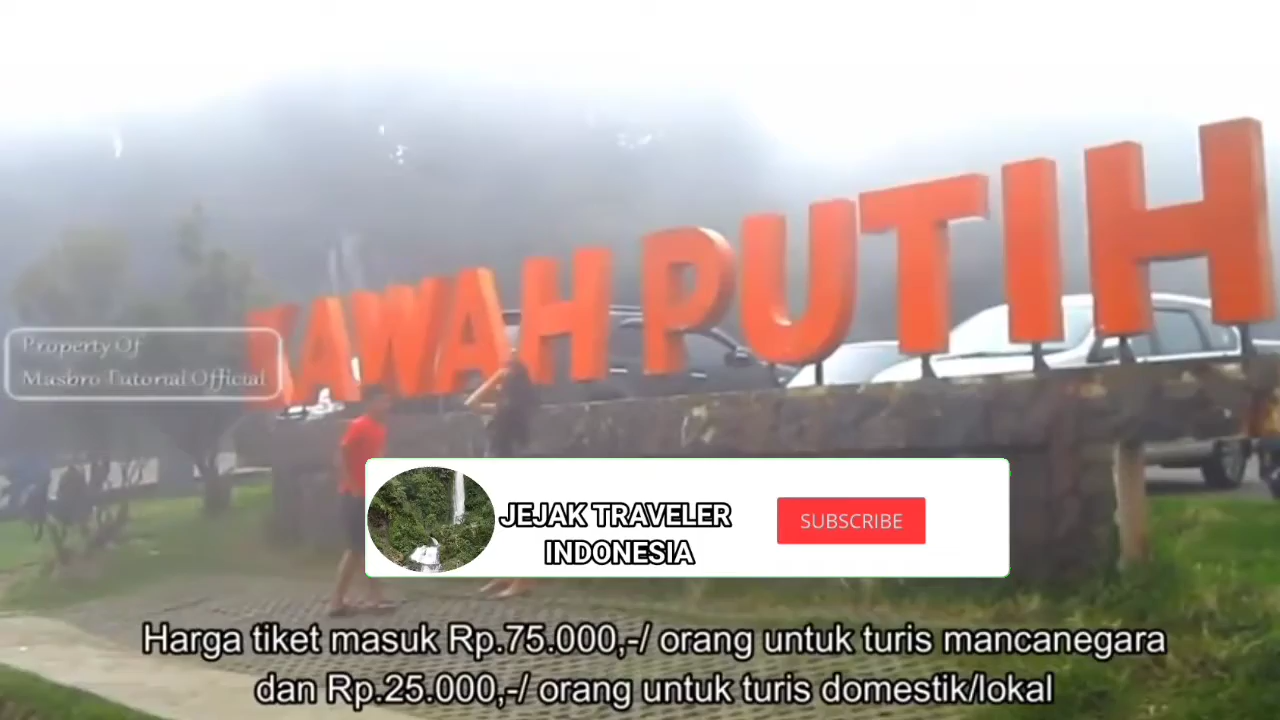 KAWAH PUTIH
Property Of
Masbro Tutorial Official
JEJAK TRAVELER
INDONESIA
SUBSCRIBE
Harga tiket masuk Rp.75.000,-/ orang untuk turis mancanegara
dan Rp.25.000,-/ orang untuk turis domestik/lokal